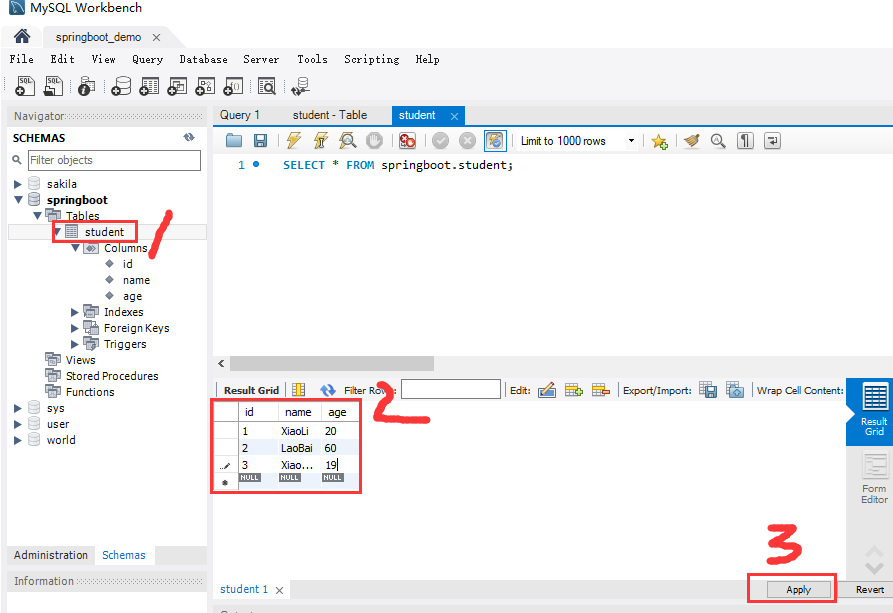 MySQL Workbench
springboot_demo
File Edit View Query Database Server Tools Scripting Help
Navigator
SCHEMAS
Filter objects
sakila
springboot
Tables
student
1
Columns
id
name
age
Indexes
Foreign Keys
Triggers
Views
Stored Procedures
Functions
sys
user
world
Administration Schemas
Information
Query 1 student - Table student
Limit to 1000 rows
1 SELECT * FROM springboot.student;
Result Grid Filter Edit: Export/Import: Wrap Cell Content:
2
id name age
1 XiaoLi 20
2 LaoBai 60
3 Xiao... 19
NULL NULL NULL
Result
Grid
Form
Editor
3
student 1
Apply Revert